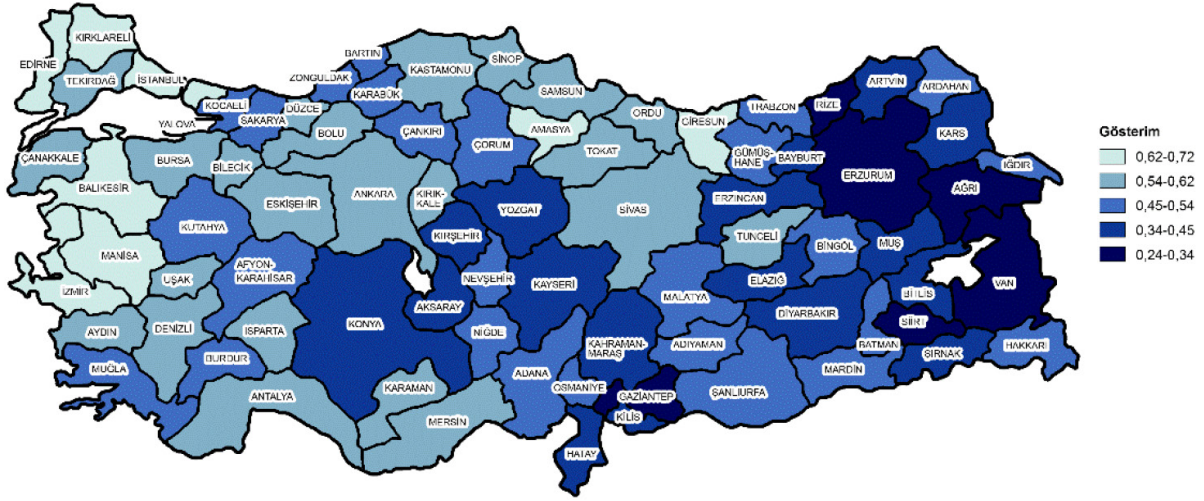 KIRKLARELİ
EDİRNE
TEKİRDAĞ
İSTANBUL
KOCAELİ
YALOVA
SAKARYA
DÜZCE
ZONGULDAK
BARTIN
KARABÜK
KASTAMONU
SİNOP
SAMSUN
ORDU
GİRESUN
TRABZON
RİZE
ARTVİN
ARDAHAN
KARS
IĞDIR
AĞRI
ERZURUM
BAYBURT
GÜMÜŞ-
HANE
AMASYA
TOKAT
ÇORUM
ÇANKIRI
BOLU
BİLECİK
BURSA
ÇANAKKALE
BALIKESİR
KÜTAHYA
ESKİŞEHİR
ANKARA
KIRIK-
KALE
YOZGAT
SİVAS
ERZİNCAN
TUNCELİ
BİNGÖL
MUŞ
VAN
BİTLİS
SİİRT
HAKKARİ
ŞIRNAK
BATMAN
MARDİN
DİYARBAKIR
ELAZIĞ
MALATYA
ADIYAMAN
ŞANLIURFA
GAZİANTEP
KİLİS
HATAY
OSMANİYE
KAHRAMAN-
MARAŞ
KAYSERİ
KIRŞEHİR
NEVŞEHİR
AKSARAY
NİĞDE
ADANA
MERSİN
KARAMAN
KONYA
AFYON-
KARAHİSAR
UŞAK
MANİSA
İZMİR
AYDIN
DENİZLİ
ISPARTA
BURDUR
MUĞLA
ANTALYA
Gösterim
0,62-0,72
0,54-0,62
0,45-0,54
0,34-0,45
0,24-0,34